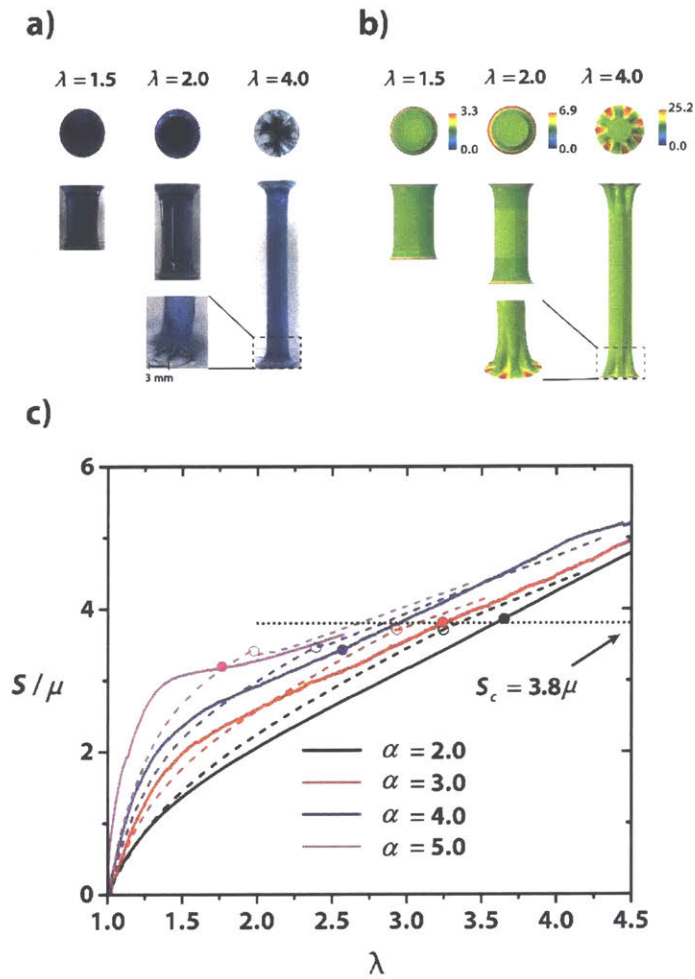 a)
b)
λ = 1.5
λ = 2.0
λ = 4.0
λ = 1.5
λ = 2.0
λ = 4.0
3.3
0.0
6.9
0.0
25.2
0.0
3 mm
c)
6
4
S / μ
2
0
S_c = 3.8μ
α = 2.0
α = 3.0
α = 4.0
α = 5.0
1.0 1.5 2.0 2.5 3.0 3.5 4.0 4.5
λ